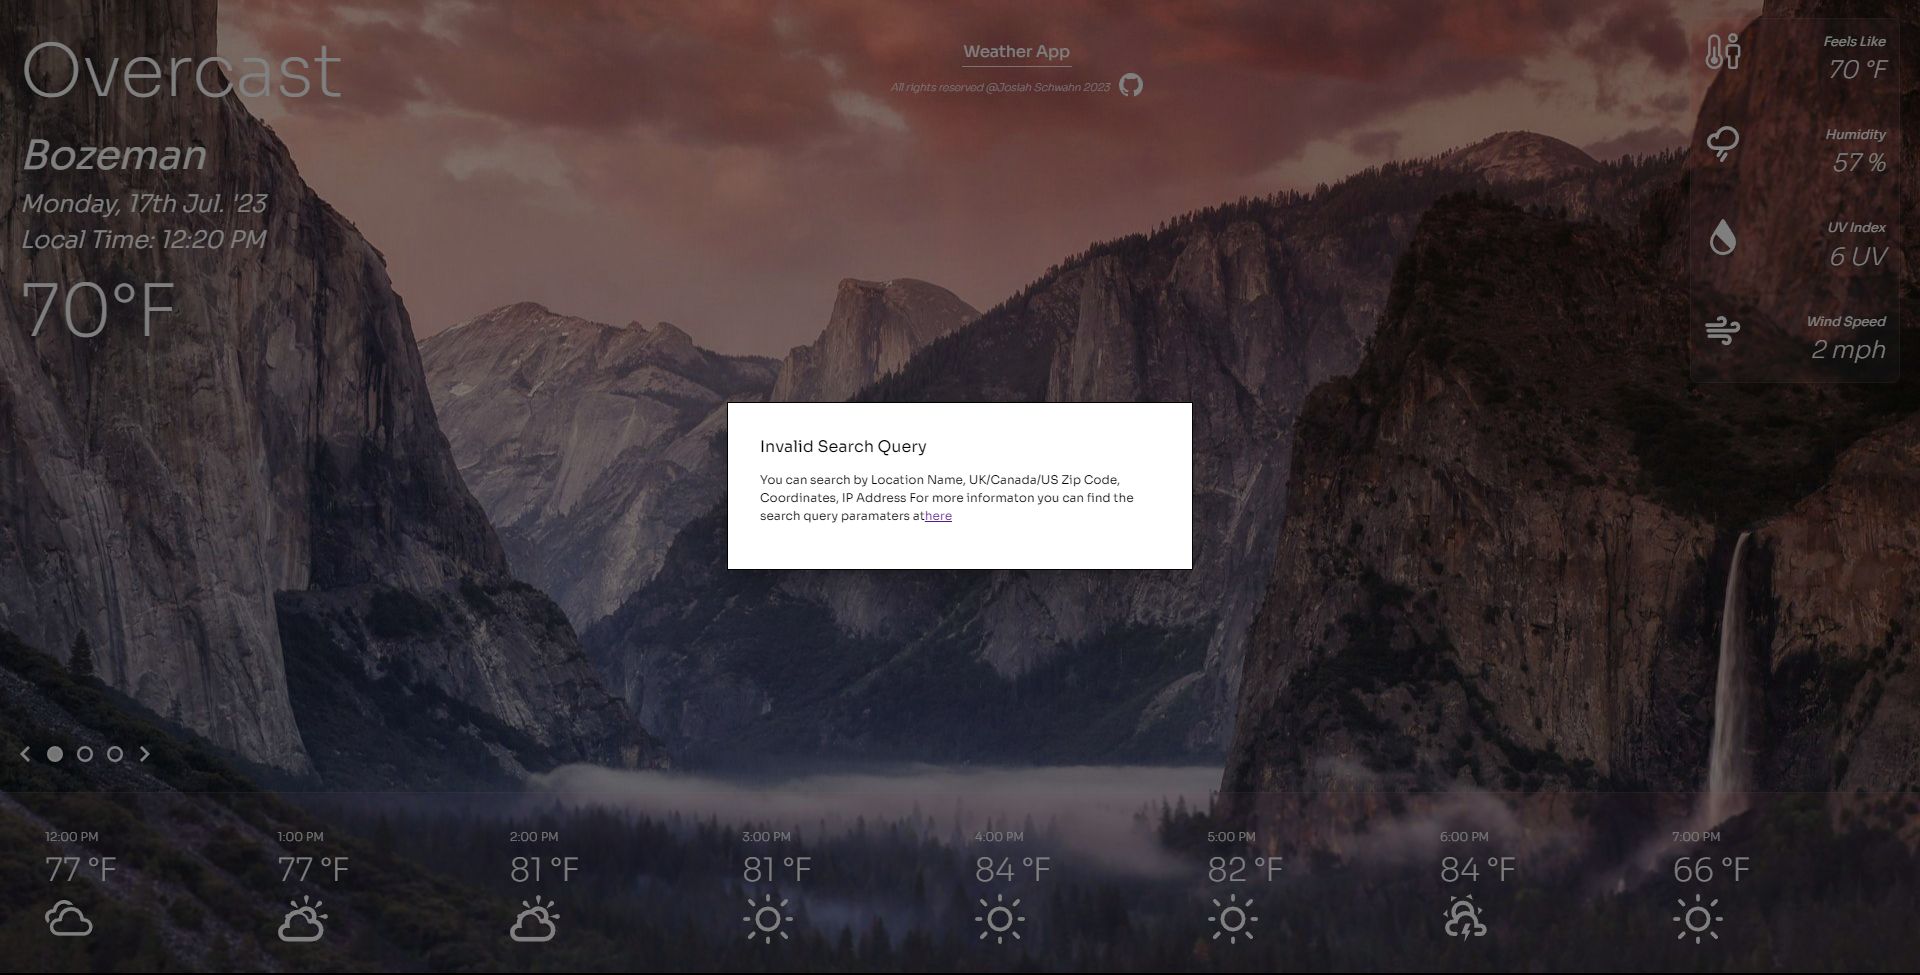 Overcast
Bozeman
Monday, 17th Jul. '23
Local Time: 12:20 PM
70°F
Weather App
All rights reserved @Josiah Schwahn 2023
Feels Like
70 °F
Humidity
57 %
UV Index
6 UV
Wind Speed
2 mph
Invalid Search Query
You can search by Location Name, UK/Canada/US Zip Code,
Coordinates, IP Address For more informaton you can find the
search query paramaters athere
12:00 PM
77 °F
1:00 PM
77 °F
2:00 PM
81 °F
3:00 PM
81 °F
4:00 PM
84 °F
5:00 PM
82 °F
6:00 PM
84 °F
7:00 PM
66 °F